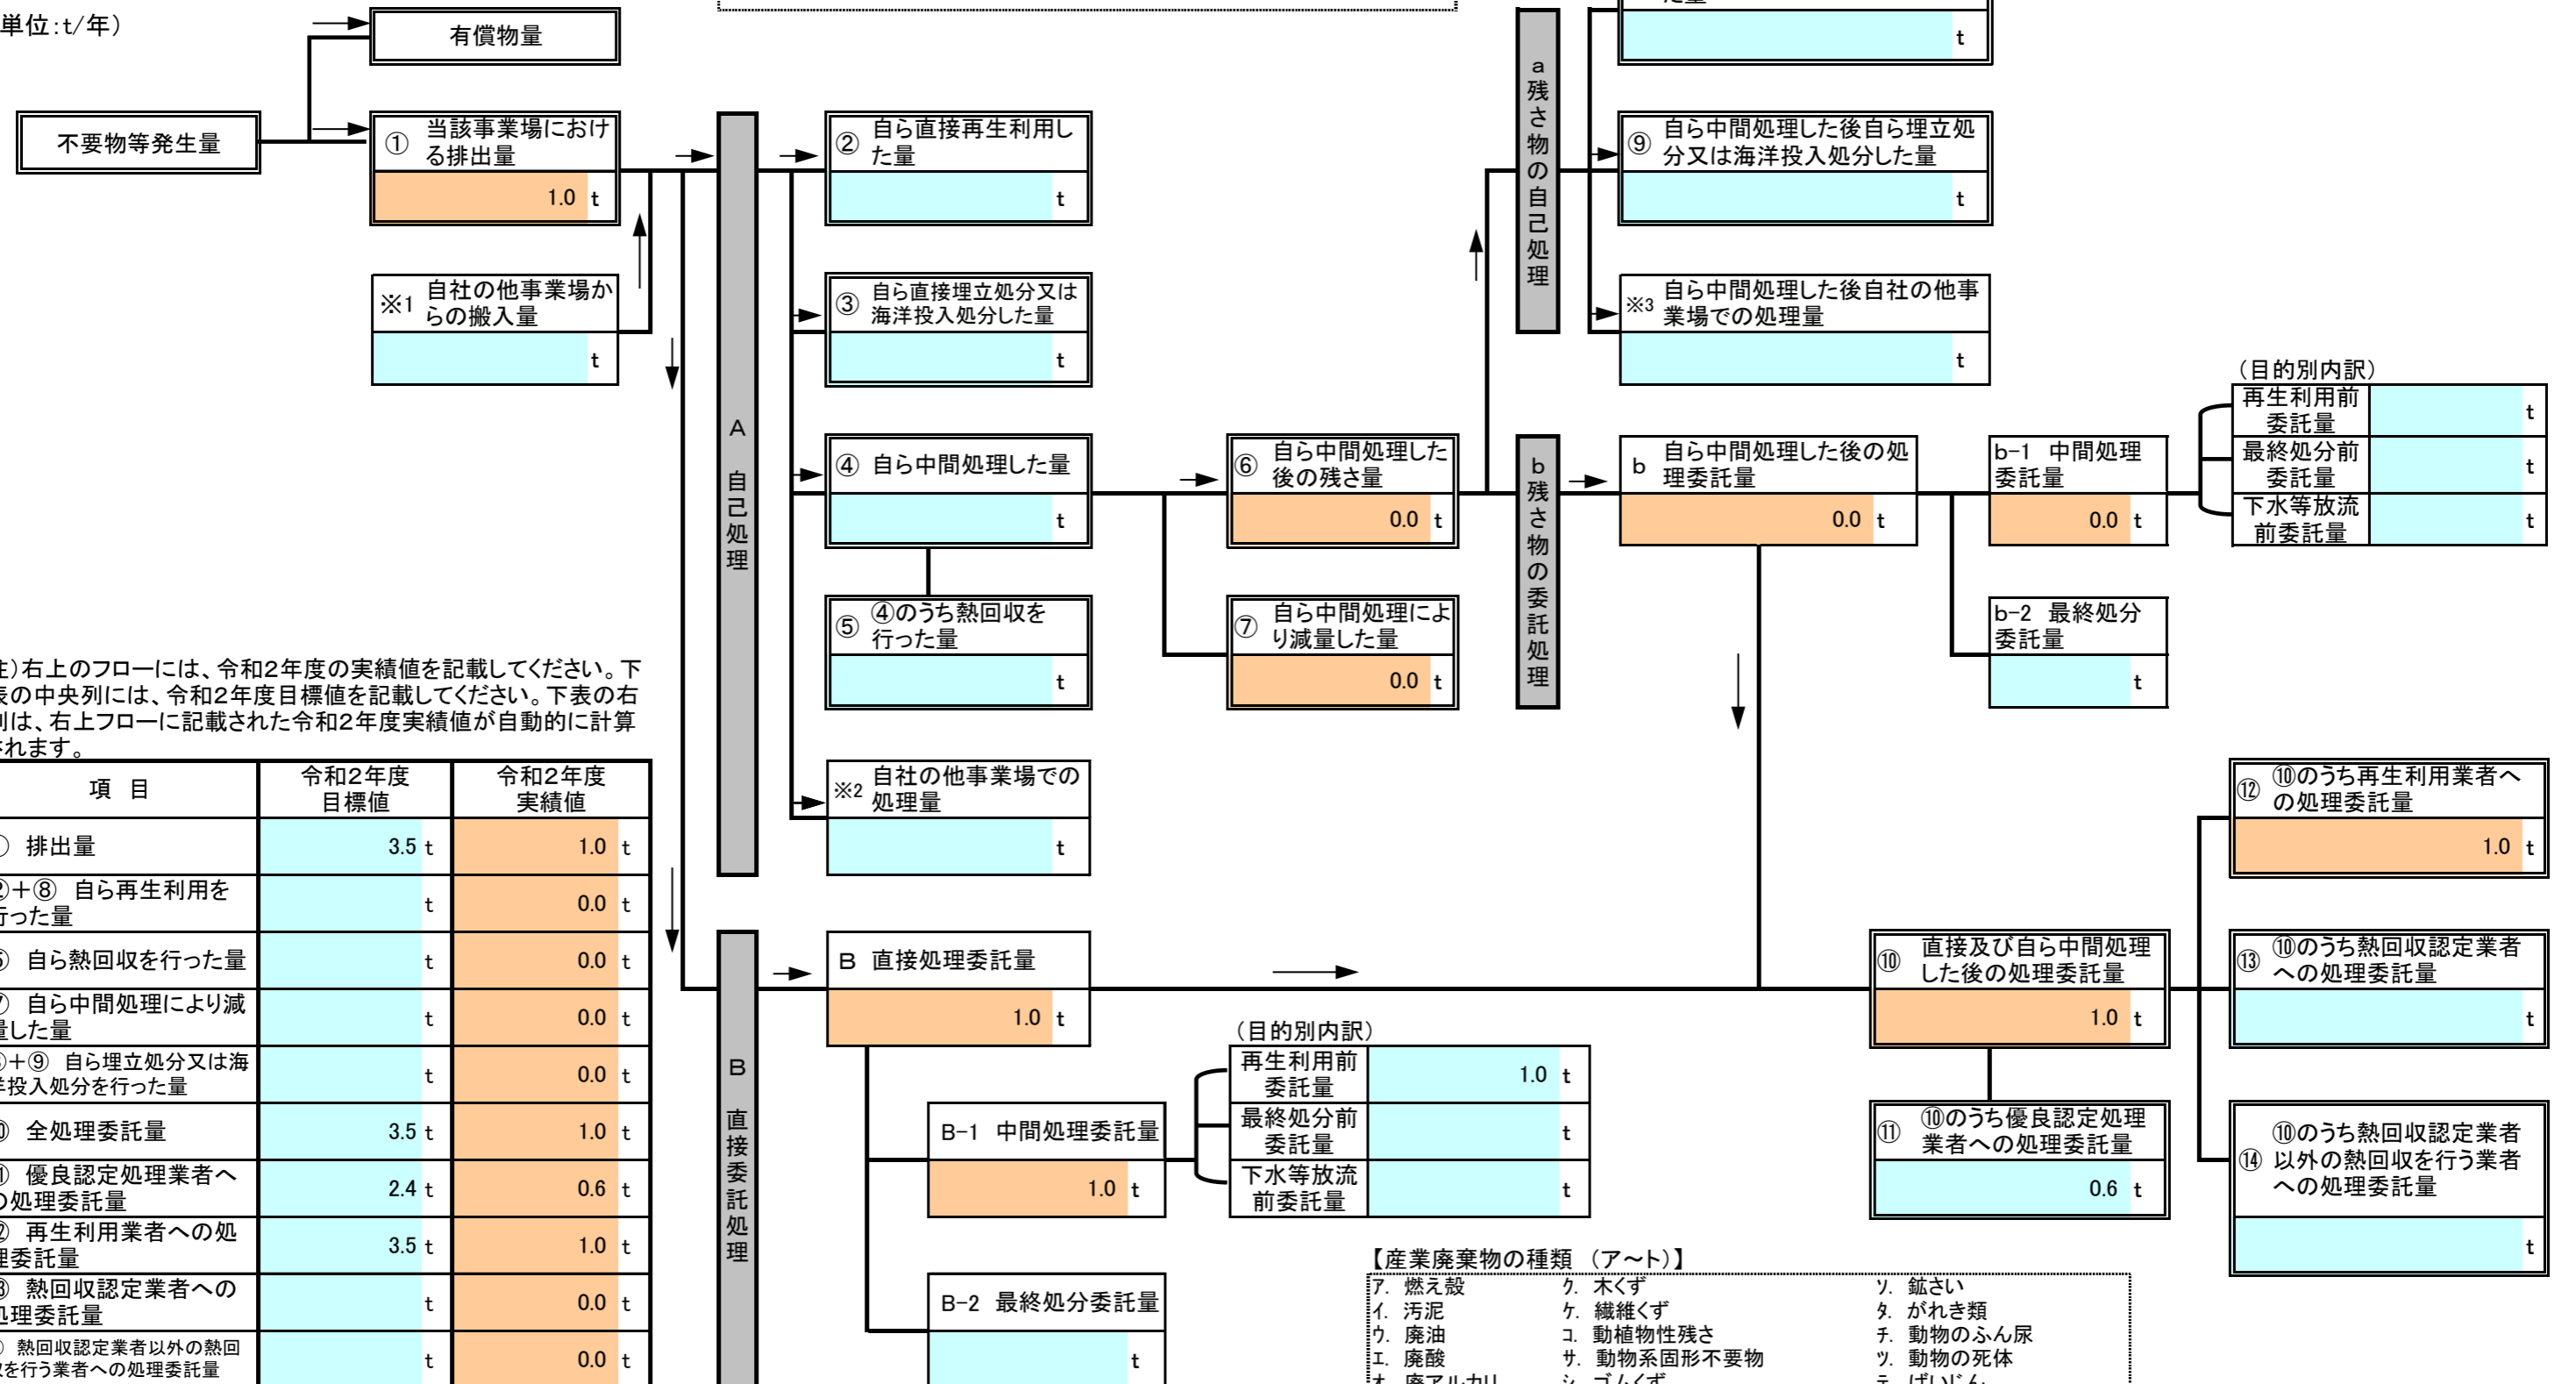 単位:t/年)
有償物量
た量
t
不要物等発生量
① 当該事業場におけ
る排出量
1.0 t
② 自ら直接再生利用し
た量
t
a 残さ物の自己処理
⑨ 自ら中間処理した後自ら埋立処
分又は海洋投入処分した量
t
※1 自社の他事業場か
らの搬入量
t
③ 自ら直接埋立処分又は
海洋投入処分した量
t
※3 自ら中間処理した後自社の他事
業場での処理量
t
A 自己処理
④ 自ら中間処理した量
t
⑥ 自ら中間処理した
後の残さ量
0.0 t
b 残さ物の委託処理
b 自ら中間処理した後の処
理委託量
0.0 t
b-1 中間処理
委託量
0.0 t
(目的別内訳)
再生利用前
委託量
t
最終処分前
委託量
t
下水等放流
前委託量
t
⑤ ④のうち熱回収を
行った量
t
⑦ 自ら中間処理によ
り減量した量
0.0 t
b-2 最終処分
委託量
t
※2 自社の他事業場での
処理量
t
注)右上のフローには、令和2年度の実績値を記載してください。下
表の中央列には、令和2年度目標値を記載してください。下表の右
列は、右上フローに記載された令和2年度実績値が自動的に計算
されます。
項 目 令和2年度
目標値 令和2年度
実績値
① 排出量 3.5 t 1.0 t
②+⑧ 自ら再生利用を
行った量 t 0.0 t
自ら熱回収を行った量 t 0.0 t
⑦ 自ら中間処理により減
量した量 t 0.0 t
③+⑨ 自ら埋立処分又は海
洋投入処分を行った量 t 0.0 t
⑩ 全処理委託量 3.5 t 1.0 t
⑪ 優良認定処理業者へ
の処理委託量 2.4 t 0.6 t
⑫ 再生利用業者への処
理委託量 3.5 t 1.0 t
⑬ 熱回収認定業者への
処理委託量 t 0.0 t
熱回収認定業者以外の熱回
収を行う業者への処理委託量 t 0.0 t
B 直接委託処理
B 直接処理委託量
1.0 t
B-1 中間処理委託量
1.0 t
(目的別内訳)
再生利用前
委託量
1.0 t
最終処分前
委託量
t
下水等放流
前委託量
t
B-2 最終処分委託量
t
⑩ 直接及び自ら中間処理
した後の処理委託量
1.0 t
⑪ ⑩のうち優良認定処理
業者への処理委託量
0.6 t
⑫ ⑩のうち再生利用業者へ
の処理委託量
1.0 t
⑬ ⑩のうち熱回収認定業者
への処理委託量
t
⑭ ⑩のうち熱回収認定業者
以外の熱回収を行う業者
への処理委託量
t
【産業廃棄物の種類 (ア~ト)】
ア. 燃え殻 ク. 木くず ソ. 鉱さい
イ. 汚泥 ケ. 繊維くず タ. がれき類
ウ. 廃油 コ. 動植物性残さ チ. 動物のふん尿
エ. 廃酸 サ. 動物系固形不要物 ツ. 動物の死体
オ. 廃アルカリ シ. ゴムくず テ. ばいじん